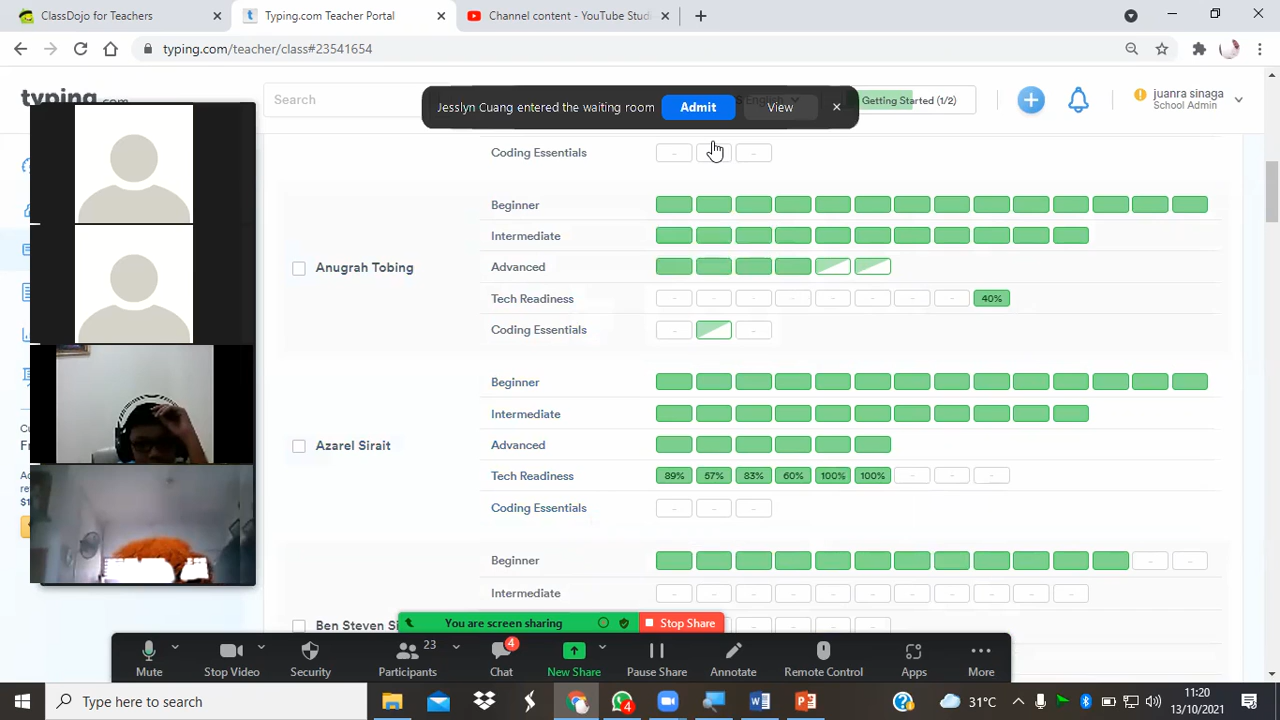 ClassDojo for Teachers
Typing.com Teacher Portal
Channel content - YouTube Studi
typing.com/teacher/class#23541654
typing.com
Search
Jesslyn Cuang entered the waiting room Admit View
Getting Started (1/2)
juanra sinaga
School Admin
Coding Essentials - - -
Anugrah Tobing
Beginner
Intermediate
Advanced
Tech Readiness - - - - - - - - 40%
Coding Essentials - -
Azarel Sirait
Beginner
Intermediate
Advanced
Tech Readiness 89% 57% 83% 60% 100% 100% - - -
Coding Essentials - - -
Beginner - -
Intermediate - - - - - - - - - - -
Ben Steven Si
You are screen sharing Stop Share
Mute
Stop Video
Security
23
Participants
4
Chat
New Share
Pause Share
Annotate
Remote Control
Apps
More
Type here to search
4
31°C
11:20
13/10/2021